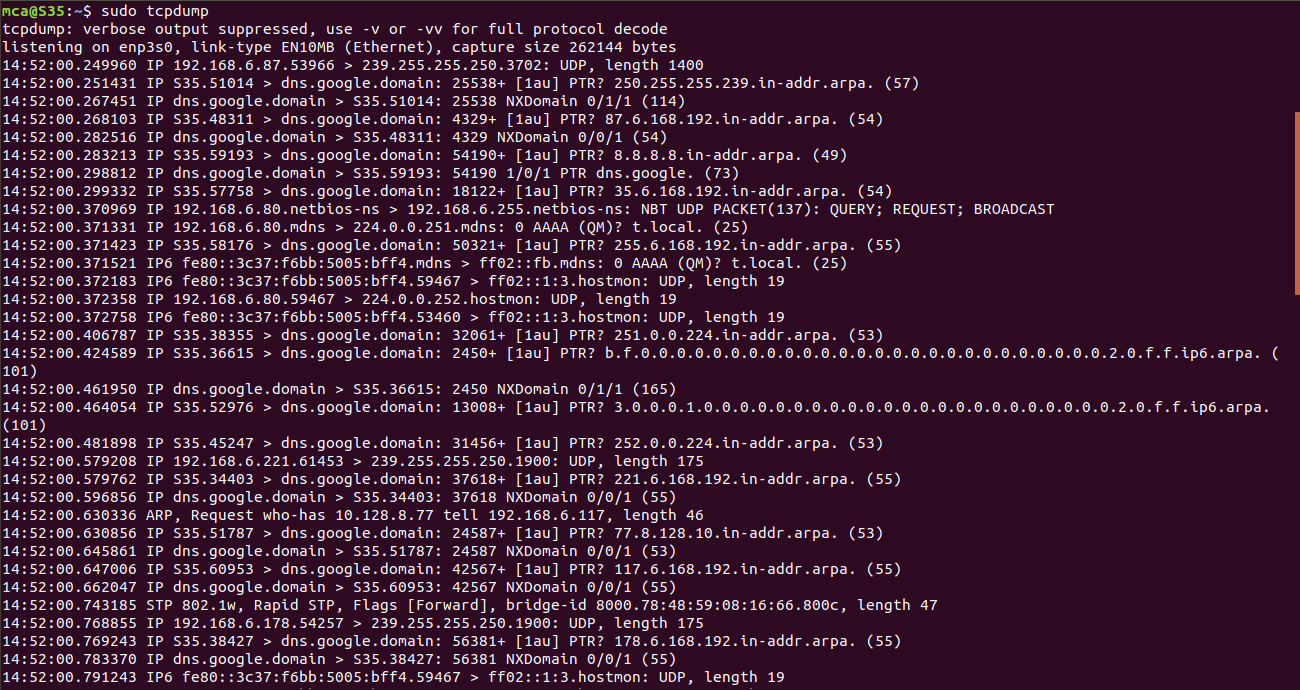 mca@S35:~$ sudo tcpdump
tcpdump: verbose output suppressed, use -v or -vv for full protocol decode
listening on enp3s0, link-type EN10MB (Ethernet), capture size 262144 bytes
14:52:00.249960 IP 192.168.6.87.53966 > 239.255.255.250.3702: UDP, length 1400
14:52:00.251431 IP S35.51014 > dns.google.domain: 25538+ [1au] PTR? 250.255.255.239.in-addr.arpa. (57)
14:52:00.267451 IP dns.google.domain > S35.51014: 25538 NXDomain 0/1/1 (114)
14:52:00.268103 IP S35.48311 > dns.google.domain: 4329+ [1au] PTR? 87.6.168.192.in-addr.arpa. (54)
14:52:00.282516 IP dns.google.domain > S35.48311: 4329 NXDomain 0/0/1 (54)
14:52:00.283213 IP S35.59193 > dns.google.domain: 54190+ [1au] PTR? 8.8.8.8.in-addr.arpa. (49)
14:52:00.298812 IP dns.google.domain > S35.59193: 54190 1/0/1 PTR dns.google. (73)
14:52:00.299332 IP S35.57758 > dns.google.domain: 18122+ [1au] PTR? 35.6.168.192.in-addr.arpa. (54)
14:52:00.370969 IP 192.168.6.80.netbios-ns > 192.168.6.255.netbios-ns: NBT UDP PACKET(137): QUERY; REQUEST; BROADCAST
14:52:00.371331 IP 192.168.6.80.mdns > 224.0.0.251.mdns: 0 AAAA (QM)? t.local. (25)
14:52:00.371423 IP S35.58176 > dns.google.domain: 50321+ [1au] PTR? 255.6.168.192.in-addr.arpa. (55)
14:52:00.371521 IP6 fe80::3c37:f6bb:5005:bff4.mdns > ff02::fb.mdns: 0 AAAA (QM)? t.local. (25)
14:52:00.372183 IP6 fe80::3c37:f6bb:5005:bff4.59467 > ff02::1:3.hostmon: UDP, length 19
14:52:00.372358 IP 192.168.6.80.59467 > 224.0.0.252.hostmon: UDP, length 19
14:52:00.372758 IP6 fe80::3c37:f6bb:5005:bff4.53460 > ff02::1:3.hostmon: UDP, length 19
14:52:00.406787 IP S35.38355 > dns.google.domain: 32061+ [1au] PTR? 251.0.0.224.in-addr.arpa. (53)
14:52:00.424589 IP S35.36615 > dns.google.domain: 2450+ [1au] PTR? b.f.0.0.0.0.0.0.0.0.0.0.0.0.0.0.0.0.0.0.0.0.0.0.0.0.0.0.2.0.f.f.ip6.arpa. (
101)
14:52:00.461950 IP dns.google.domain > S35.36615: 2450 NXDomain 0/1/1 (165)
14:52:00.464054 IP S35.52976 > dns.google.domain: 13008+ [1au] PTR? 3.0.0.0.1.0.0.0.0.0.0.0.0.0.0.0.0.0.0.0.0.0.0.0.0.0.0.0.2.0.f.f.ip6.arpa.
(101)
14:52:00.481898 IP S35.45247 > dns.google.domain: 31456+ [1au] PTR? 252.0.0.224.in-addr.arpa. (53)
14:52:00.579208 IP 192.168.6.221.61453 > 239.255.255.250.1900: UDP, length 175
14:52:00.579762 IP S35.34403 > dns.google.domain: 37618+ [1au] PTR? 221.6.168.192.in-addr.arpa. (55)
14:52:00.596856 IP dns.google.domain > S35.34403: 37618 NXDomain 0/0/1 (55)
14:52:00.630336 ARP, Request who-has 10.128.8.77 tell 192.168.6.117, length 46
14:52:00.630856 IP S35.51787 > dns.google.domain: 24587+ [1au] PTR? 77.8.128.10.in-addr.arpa. (53)
14:52:00.645861 IP dns.google.domain > S35.51787: 24587 NXDomain 0/0/1 (53)
14:52:00.647006 IP S35.60953 > dns.google.domain: 42567+ [1au] PTR? 117.6.168.192.in-addr.arpa. (55)
14:52:00.662047 IP dns.google.domain > S35.60953: 42567 NXDomain 0/0/1 (55)
14:52:00.743185 STP 802.1w, Rapid STP, Flags [Forward], bridge-id 8000.78:48:59:08:16:66.800c, length 47
14:52:00.768855 IP 192.168.6.178.54257 > 239.255.255.250.1900: UDP, length 175
14:52:00.769243 IP S35.38427 > dns.google.domain: 56381+ [1au] PTR? 178.6.168.192.in-addr.arpa. (55)
14:52:00.783370 IP dns.google.domain > S35.38427: 56381 NXDomain 0/0/1 (55)
14:52:00.791243 IP6 fe80::3c37:f6bb:5005:bff4.59467 > ff02::1:3.hostmon: UDP, length 19